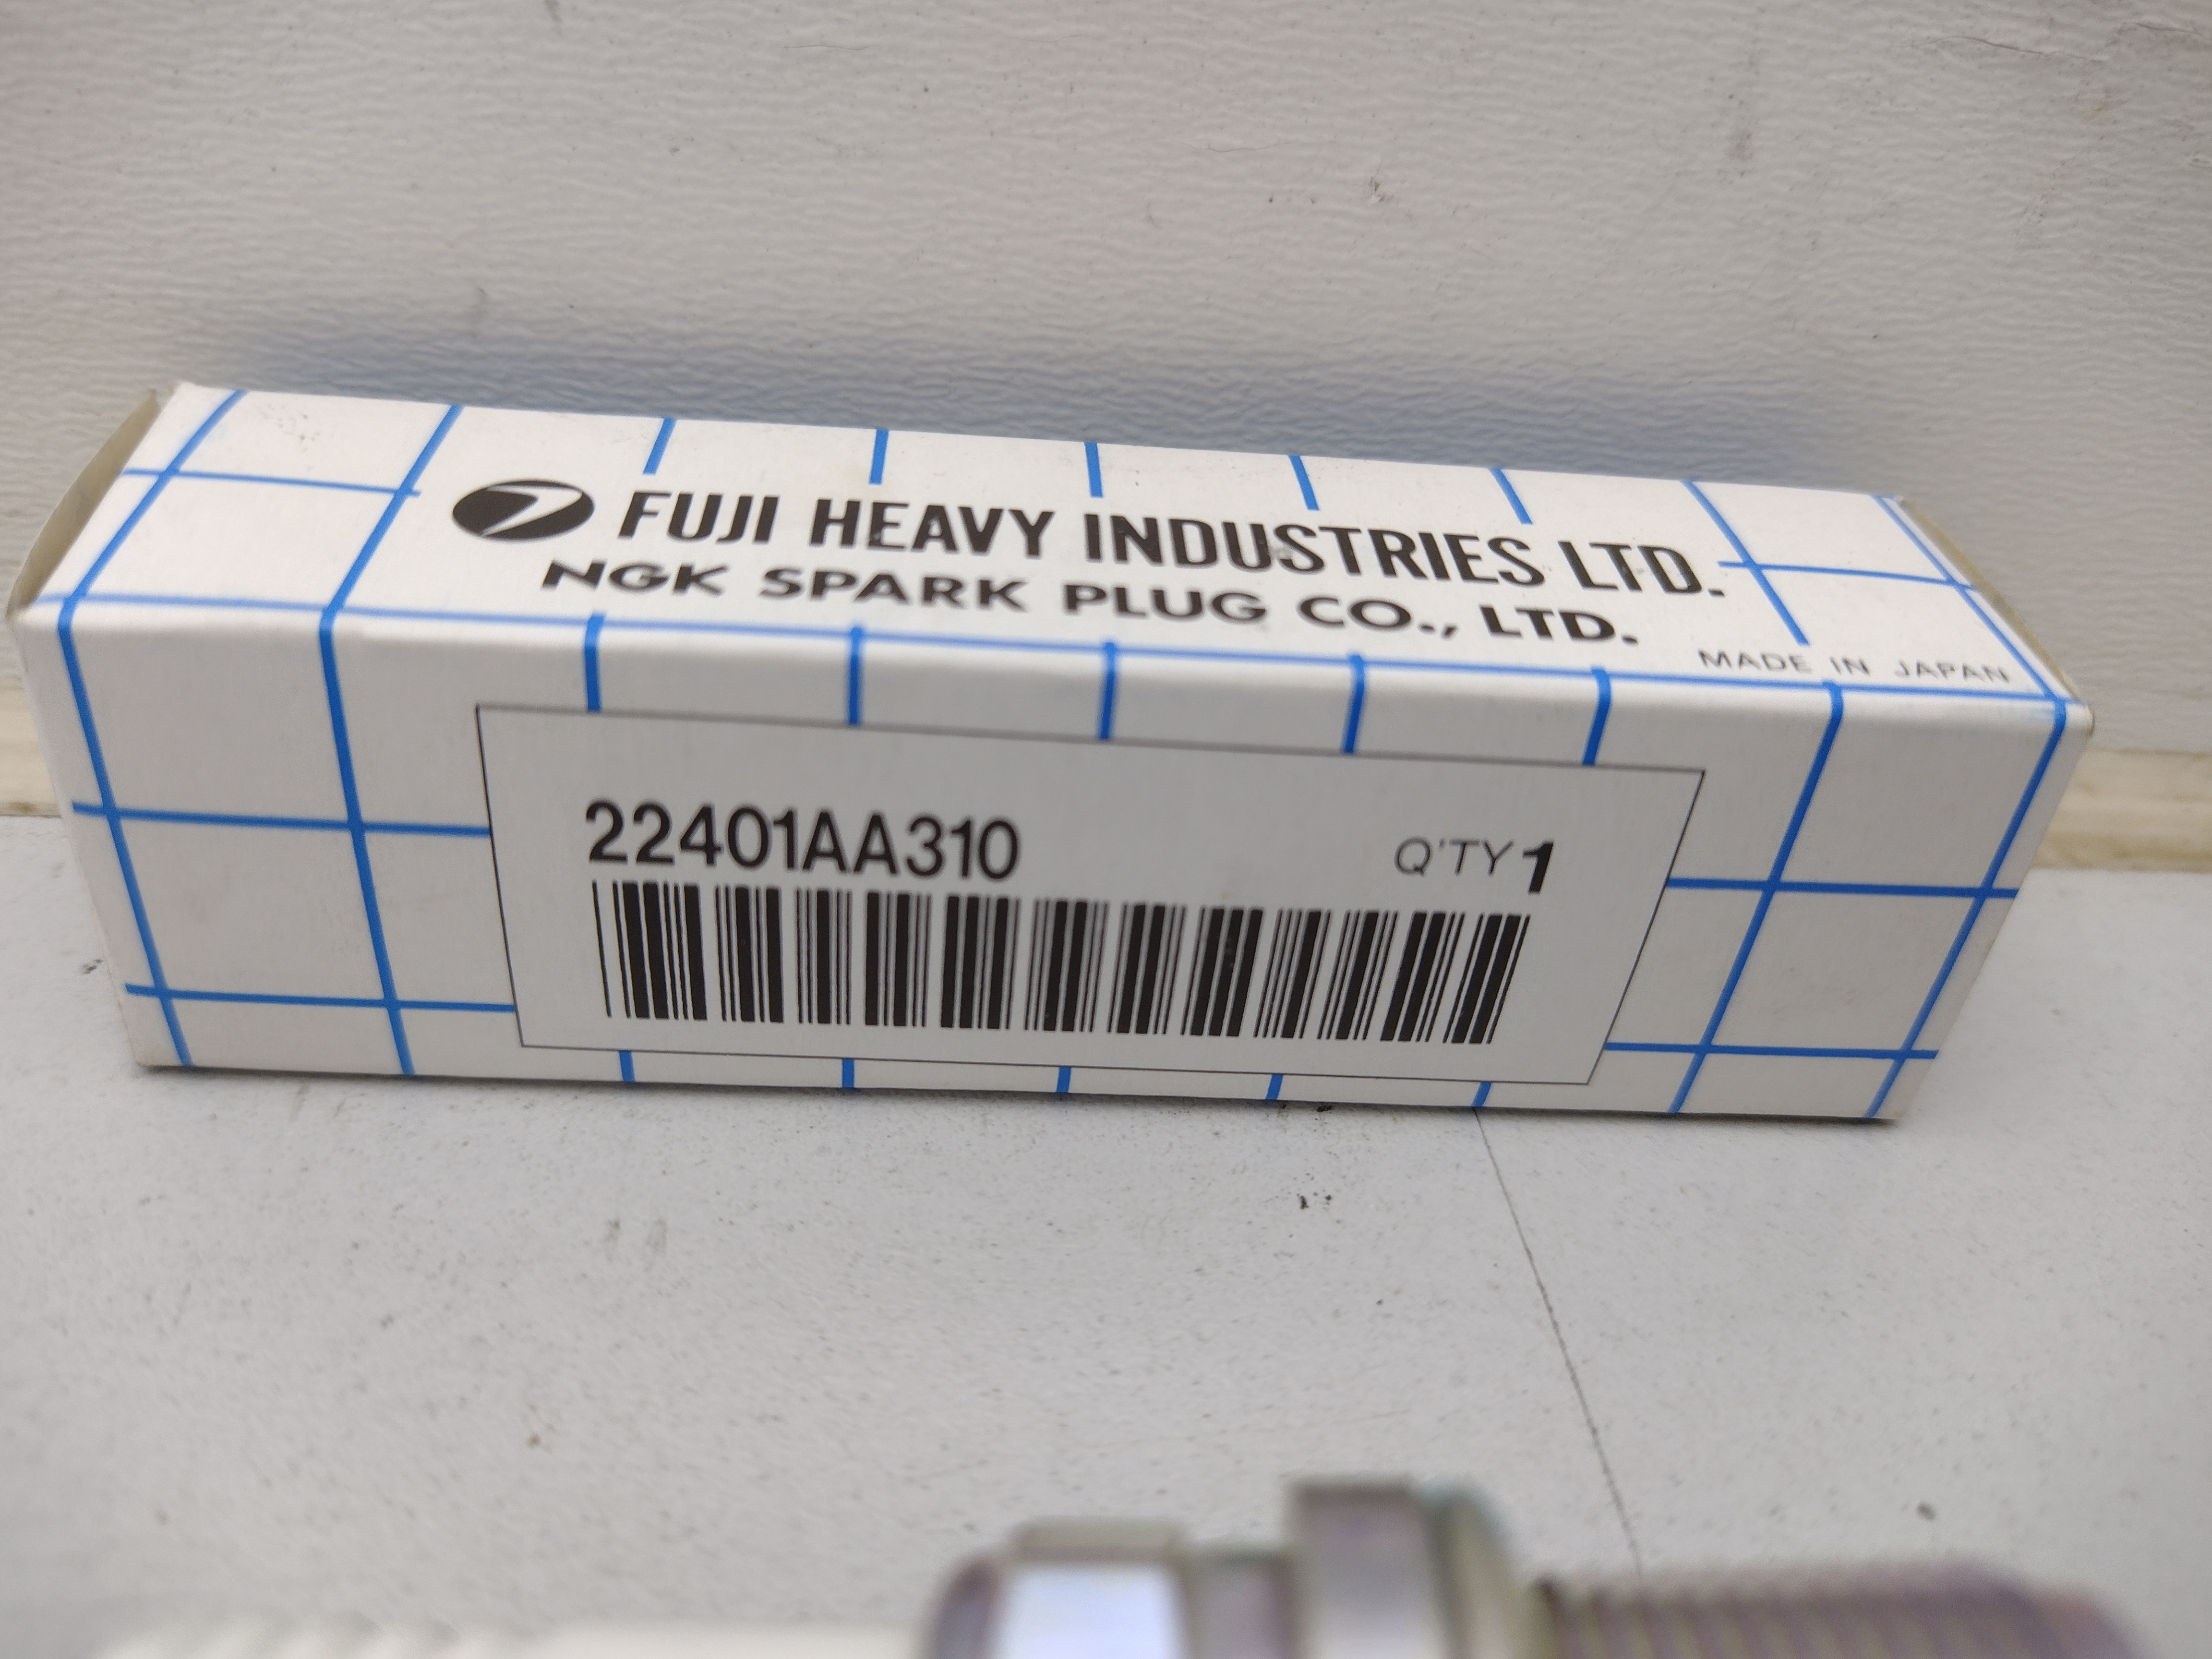 FUJI HEAVY INDUSTRIES LTD.
NGK SPARK PLUG CO., LTD.
MADE IN JAPAN
22401AA310 Q'TY 1